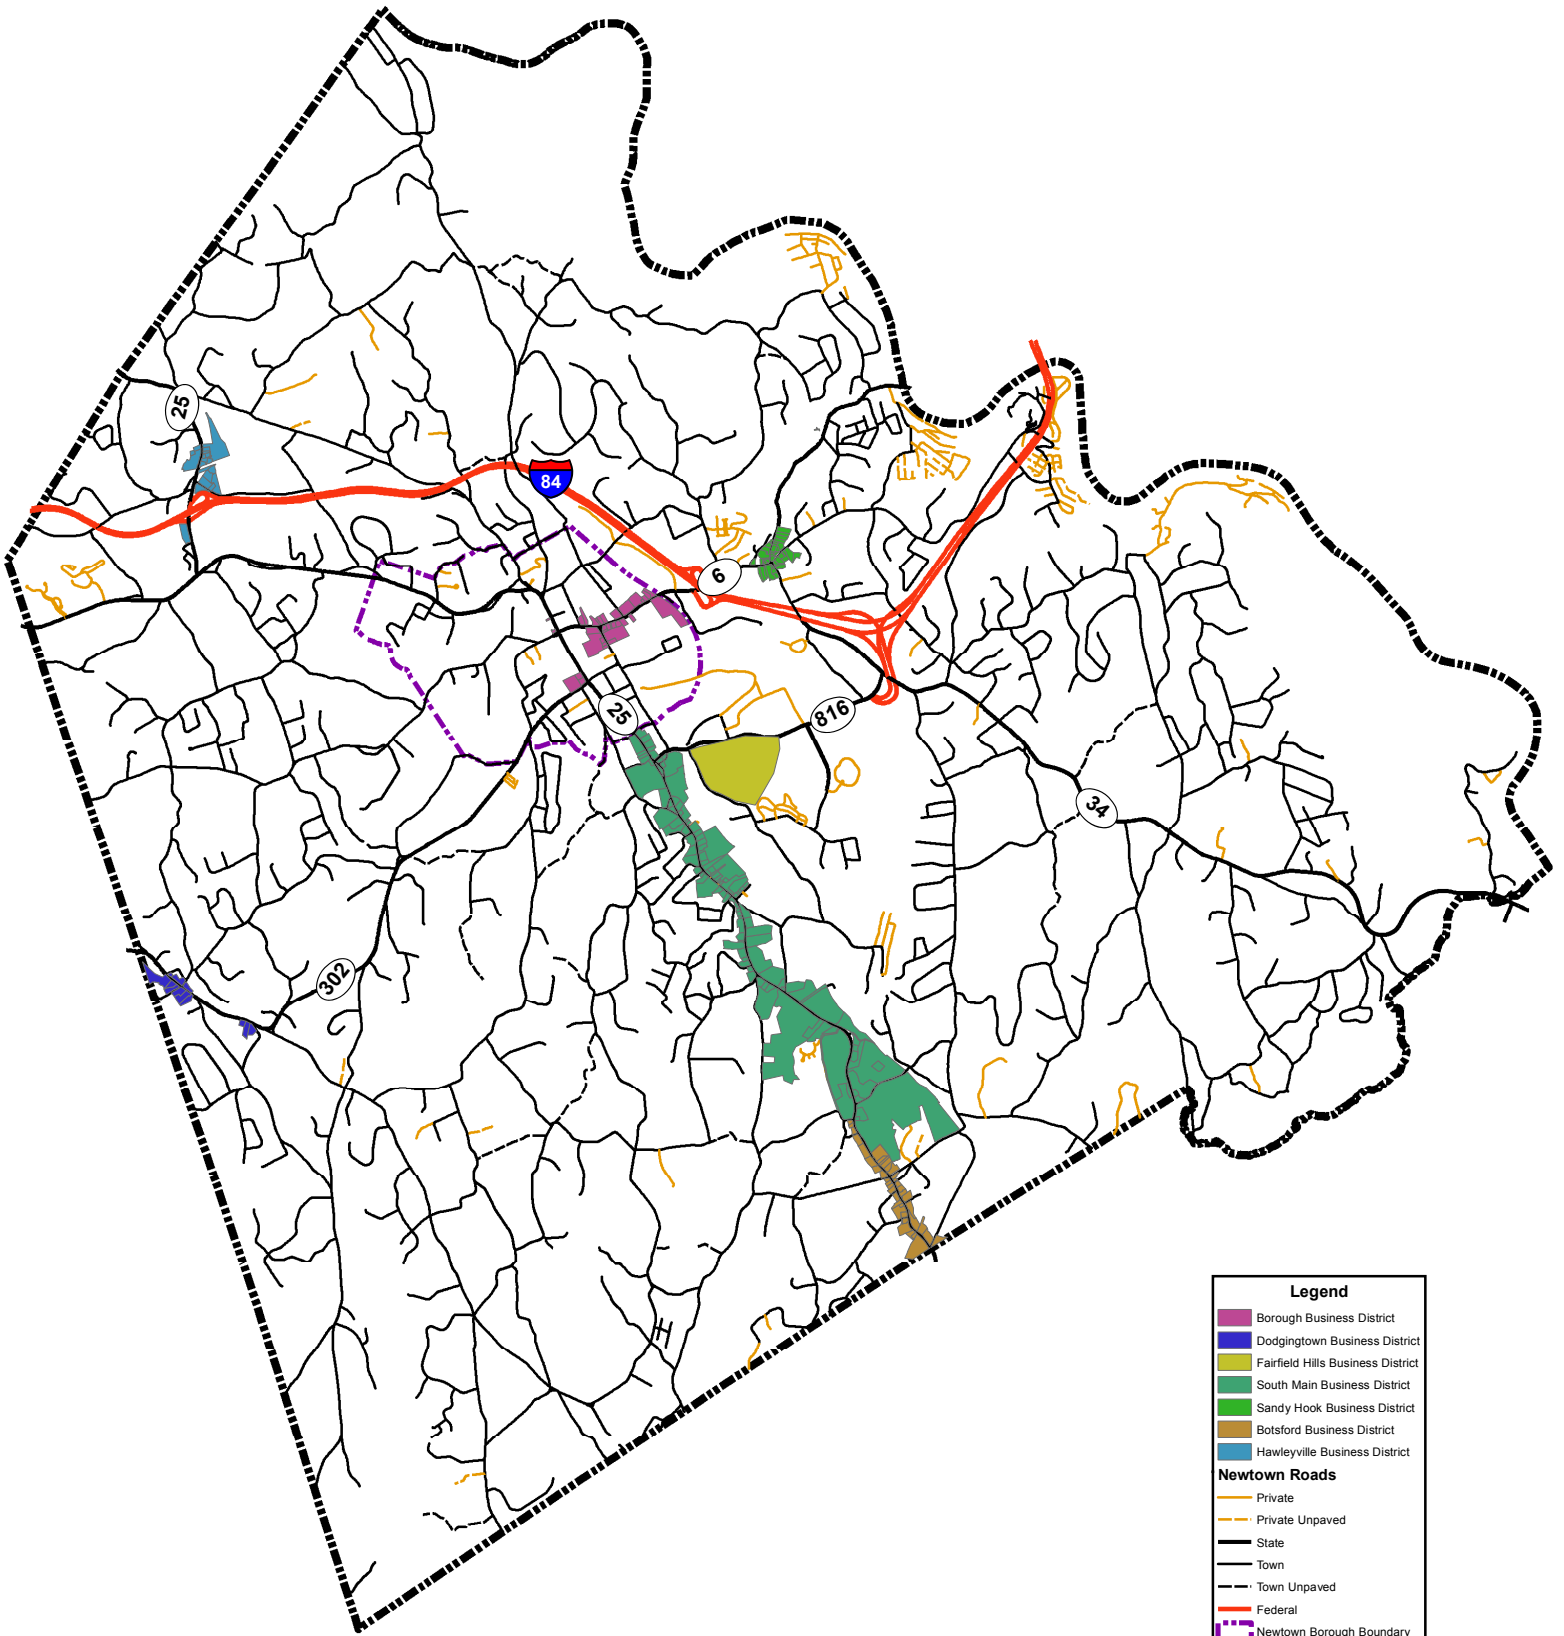 25
84
6
25
816
34
302
Legend
Borough Business District
Dodgingtown Business District
Fairfield Hills Business District
South Main Business District
Sandy Hook Business District
Botsford Business District
Hawleyville Business District
Newtown Roads
Private
Private Unpaved
State
Town
Town Unpaved
Federal
Newtown Borough Boundary